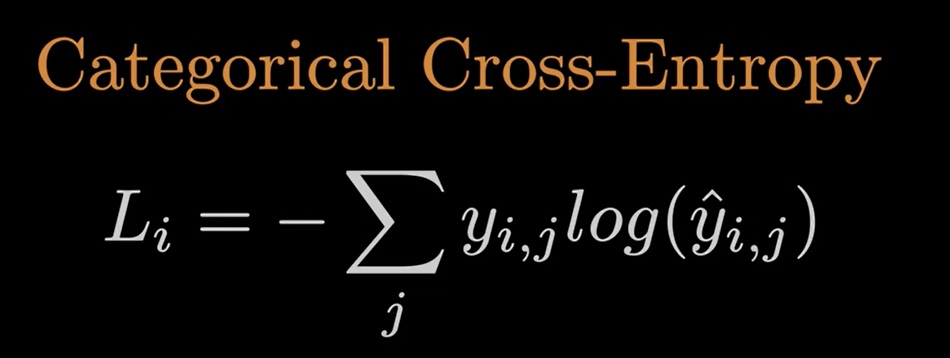 Categorical Cross-Entropy
L_i = -∑_j y_{i,j}log(ŷ_{i,j})